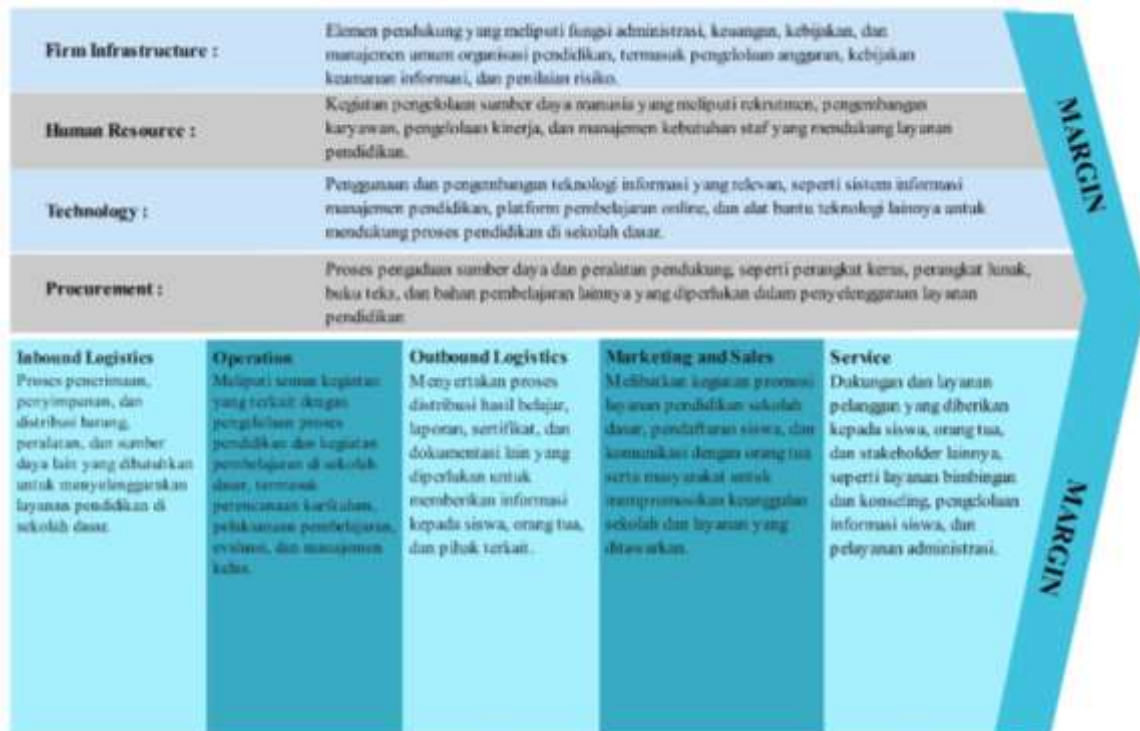 Firm Infrastructure :
Elemen pendukung yang meliputi fungsi administrasi, keuangan, kebijakan, dan
manajemen umum organisasi pendidikan, termasuk pengelolaan anggaran, kebijakan
keamanan informasi, dan penilaian risiko.
Human Resource :
Kegiatan pengelolaan sumber daya manusia yang meliputi rekrutmen, pengembangan
karyawan, pengelolaan kinerja, dan manajemen kebutuhan staf yang mendukung layanan
pendidikan.
Technology :
Penggunaan dan pengembangan teknologi informasi yang relevan, seperti sistem informasi
manajemen pendidikan, platform pembelajaran online, dan alat bantu teknologi lainnya untuk
mendukung proses pendidikan di sekolah dasar.
Procurement :
Proses pengadaan sumber daya dan peralatan pendukung, seperti perangkat keras, perangkat lunak,
buku teks, dan bahan pembelajaran lainnya yang diperlukan dalam penyelenggaraan layanan
pendidikan
MARGIN
Inbound Logistics
Proses penerimaan,
penyimpanan, dan
distribusi barang,
peralatan, dan sumber
daya lain yang dibutuhkan
untuk menyelenggarakan
layanan pendidikan di
sekolah dasar.
Operation
Meliputi semua kegiatan
yang terkait dengan
pengelolaan proses
pendidikan dan kegiatan
pembelajaran di sekolah
dasar, termasuk
perencanaan kurikulum,
pelaksanaan pembelajaran,
evaluasi, dan manajemen
kelas.
Outbound Logistics
Menyertakan proses
distribusi hasil belajar,
laporan, sertifikat, dan
dokumentasi lain yang
diperlukan untuk
memberikan informasi
kepada siswa, orang tua,
dan pihak terkait.
Marketing and Sales
Melibatkan kegiatan promosi
layanan pendidikan sekolah
dasar, pendaftaran siswa, dan
komunikasi dengan orang tua
serta masyarakat untuk
mempromosikan keunggulan
sekolah dan layanan yang
ditawarkan.
Service
Dukungan dan layanan
pelanggan yang diberikan
kepada siswa, orang tua,
dan stakeholder lainnya,
seperti layanan bimbingan
dan konseling, pengelolaan
informasi siswa, dan
pelayanan administrasi.
MARGIN